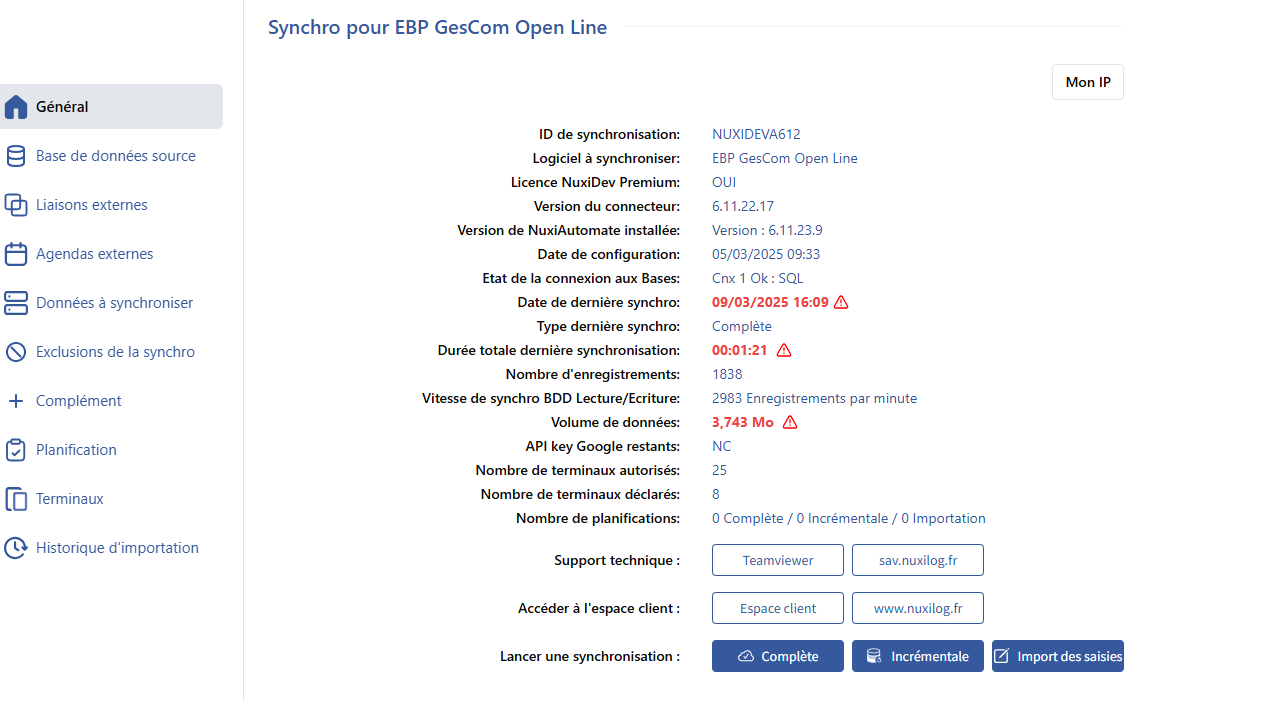 Synchro pour EBP GesCom Open Line
Mon IP
Général
Base de données source
Liaisons externes
Agendas externes
Données à synchroniser
Exclusions de la synchro
Complément
Planification
Terminaux
Historique d'importation
ID de synchronisation: NUXIDEVA612
Logiciel à synchroniser: EBP GesCom Open Line
Licence NuxiDev Premium: OUI
Version du connecteur: 6.11.22.17
Version de NuxiAutomate installée: Version : 6.11.23.9
Date de configuration: 05/03/2025 09:33
Etat de la connexion aux Bases: Cnx 1 Ok : SQL
Date de dernière synchro: 09/03/2025 16:09
Type dernière synchro: Complète
Durée totale dernière synchronisation: 00:01:21
Nombre d'enregistrements: 1838
Vitesse de synchro BDD Lecture/Ecriture: 2983 Enregistrements par minute
Volume de données: 3,743 Mo
API key Google restants: NC
Nombre de terminaux autorisés: 25
Nombre de terminaux déclarés: 8
Nombre de planifications: 0 Complète / 0 Incrémentale / 0 Importation
Support technique : Teamviewer sav.nuxilog.fr
Accéder à l'espace client : Espace client www.nuxilog.fr
Lancer une synchronisation : Complète Incrémentale Import des saisies